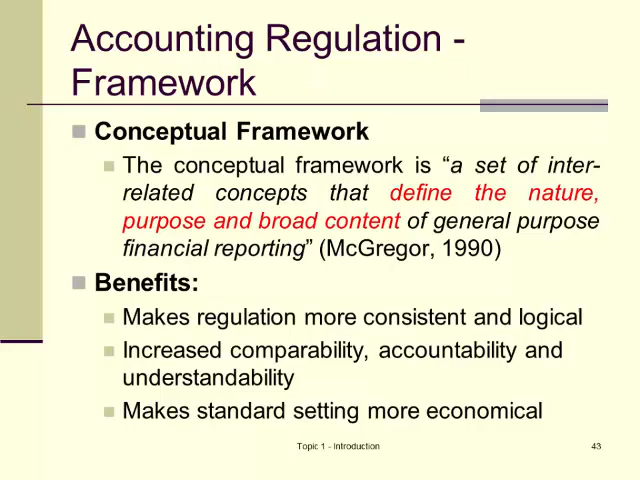 Accounting Regulation -
Framework
Conceptual Framework
The conceptual framework is “a set of inter-
related concepts that define the nature,
purpose and broad content of general purpose
financial reporting” (McGregor, 1990)
Benefits:
Makes regulation more consistent and logical
Increased comparability, accountability and
understandability
Makes standard setting more economical
Topic 1 - Introduction
43